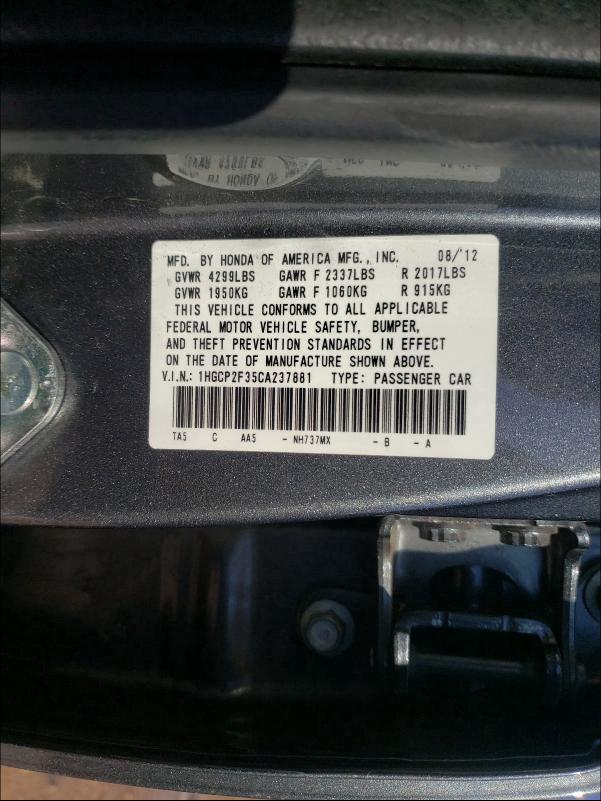 MFD. BY HONDA OF AMERICA MFG., INC. 08/'12
GVWR 4299LBS GAWR F 2337LBS R 2017LBS
GVWR 1950KG GAWR F 1060KG R 915KG
THIS VEHICLE CONFORMS TO ALL APPLICABLE
FEDERAL MOTOR VEHICLE SAFETY, BUMPER,
AND THEFT PREVENTION STANDARDS IN EFFECT
ON THE DATE OF MANUFACTURE SHOWN ABOVE.
V.I.N.: 1HGCP2F35CA237881 TYPE: PASSENGER CAR
TA5 C AA5 - NH737MX - B - A